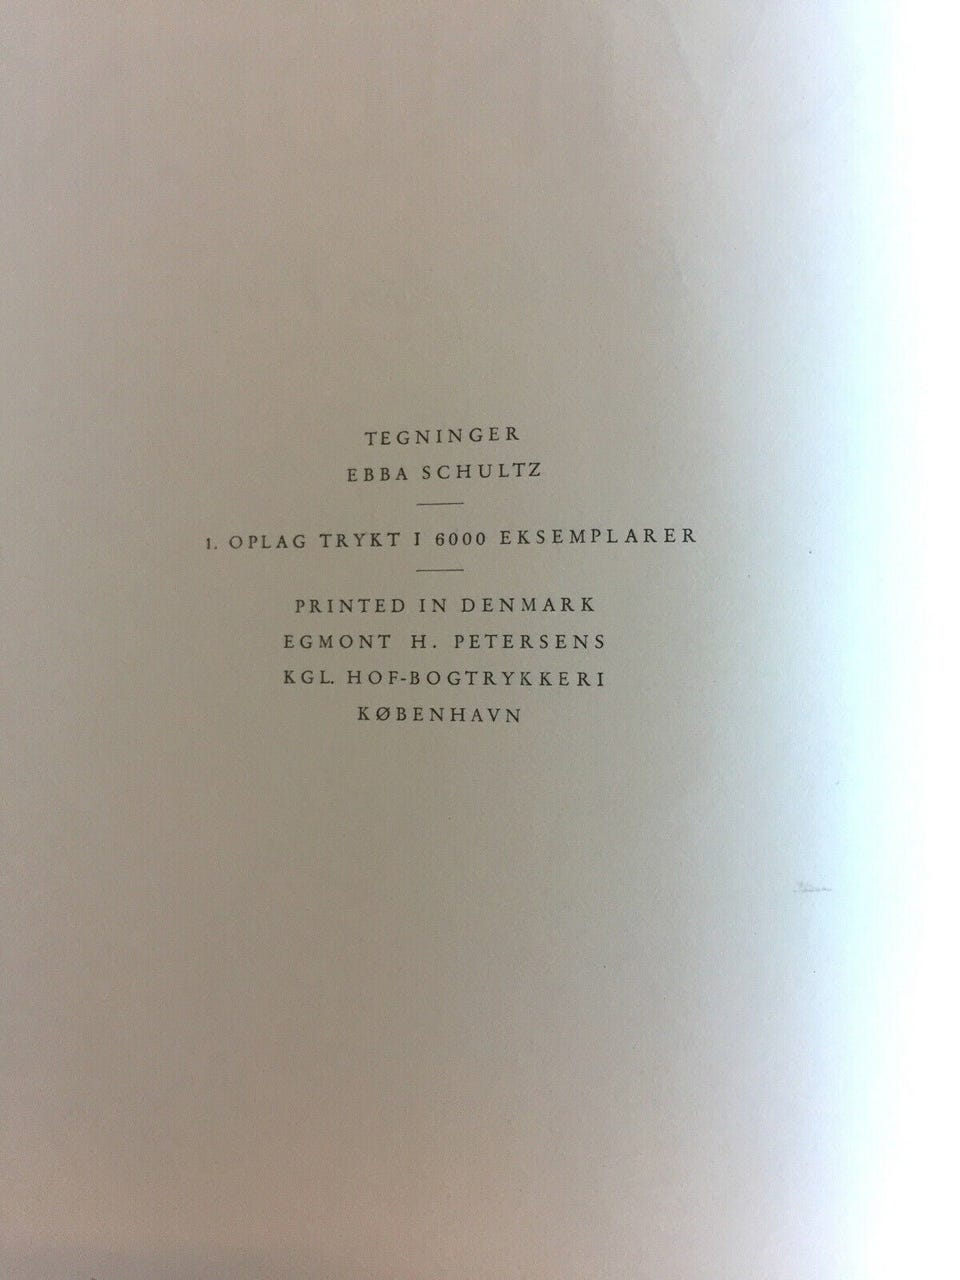 TEGNINGER
EBBA SCHULTZ
1. OPLAG TRYKT I 6000 EKSEMPLARER
PRINTED IN DENMARK
EGMONT H. PETERSENS
KGL. HOF-BOGTRYKKERI
KØBENHAVN